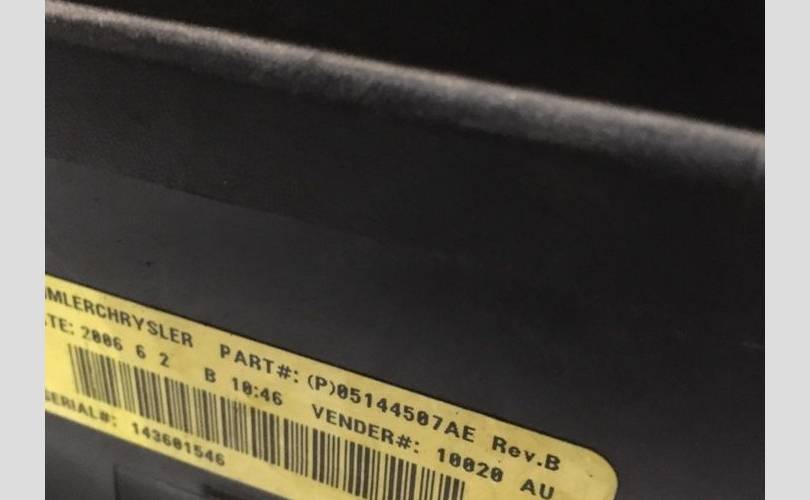 MLERCHRYSLER PART#: (P)05144507AE Rev.B
TE: 2006 6 2 B 10:46 VENDER#: 10020 AU
SERIAL#: 143601546